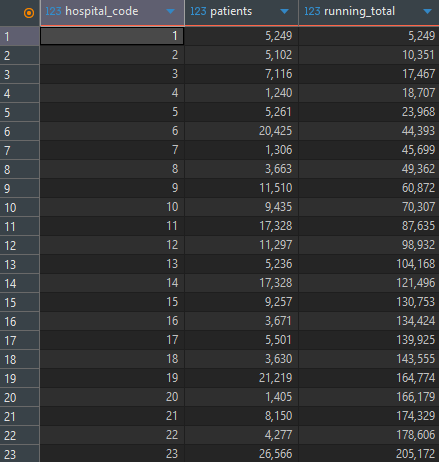 123 hospital_code 123 patients 123 running_total
1 1 5,249 5,249
2 2 5,102 10,351
3 3 7,116 17,467
4 4 1,240 18,707
5 5 5,261 23,968
6 6 20,425 44,393
7 7 1,306 45,699
8 8 3,663 49,362
9 9 11,510 60,872
10 10 9,435 70,307
11 11 17,328 87,635
12 12 11,297 98,932
13 13 5,236 104,168
14 14 17,328 121,496
15 15 9,257 130,753
16 16 3,671 134,424
17 17 5,501 139,925
18 18 3,630 143,555
19 19 21,219 164,774
20 20 1,405 166,179
21 21 8,150 174,329
22 22 4,277 178,606
23 23 26,566 205,172